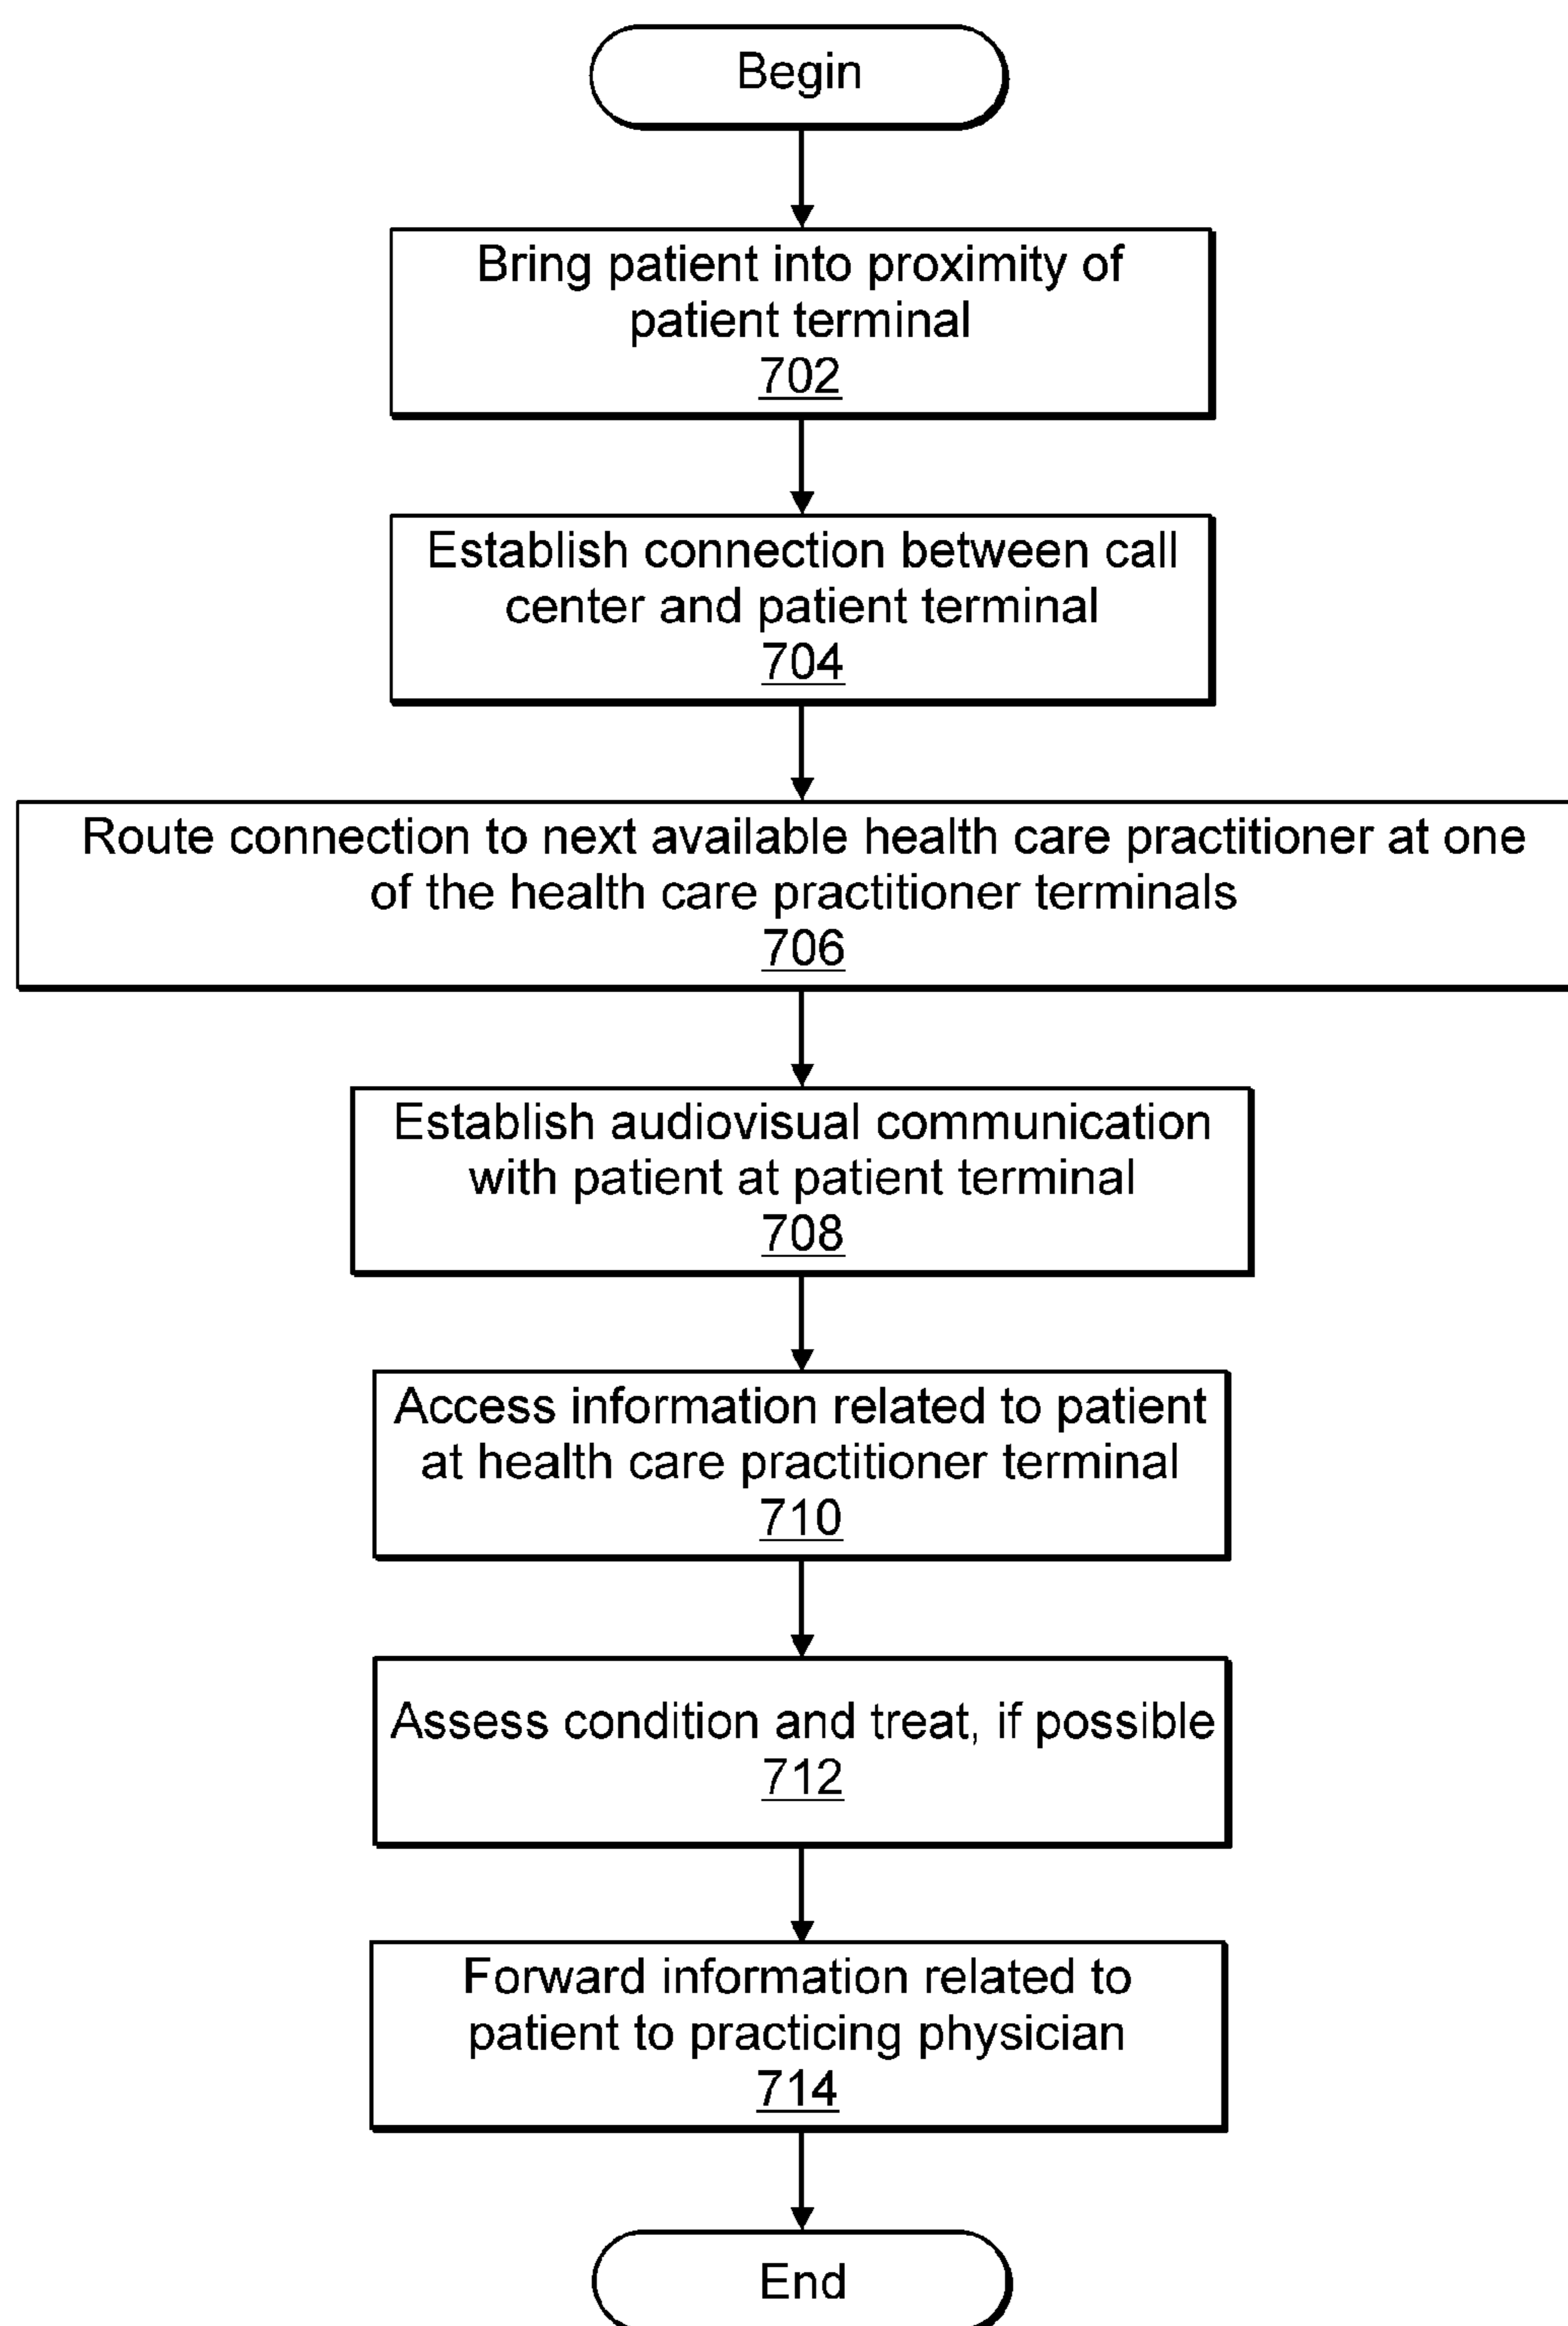 Begin
Bring patient into proximity of
patient terminal
702
Establish connection between call
center and patient terminal
704
Route connection to next available health care practitioner at one
of the health care practitioner terminals
706
Establish audiovisual communication
with patient at patient terminal
708
Access information related to patient
at health care practitioner terminal
710
Assess condition and treat, if possible
712
Forward information related to
patient to practicing physician
714
End